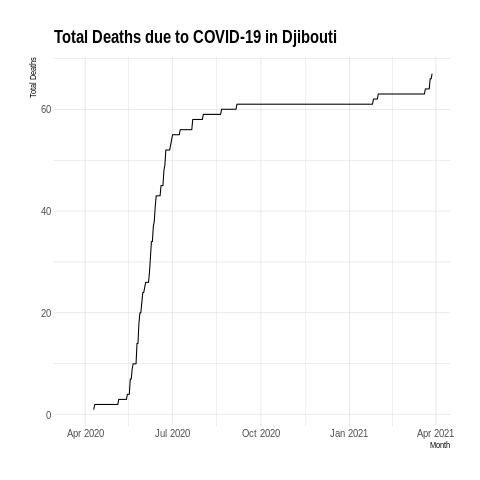 Total Deaths due to COVID-19 in Djibouti
Total Deaths
60
40
20
0
Apr 2020 Jul 2020 Oct 2020 Jan 2021 Apr 2021
Month